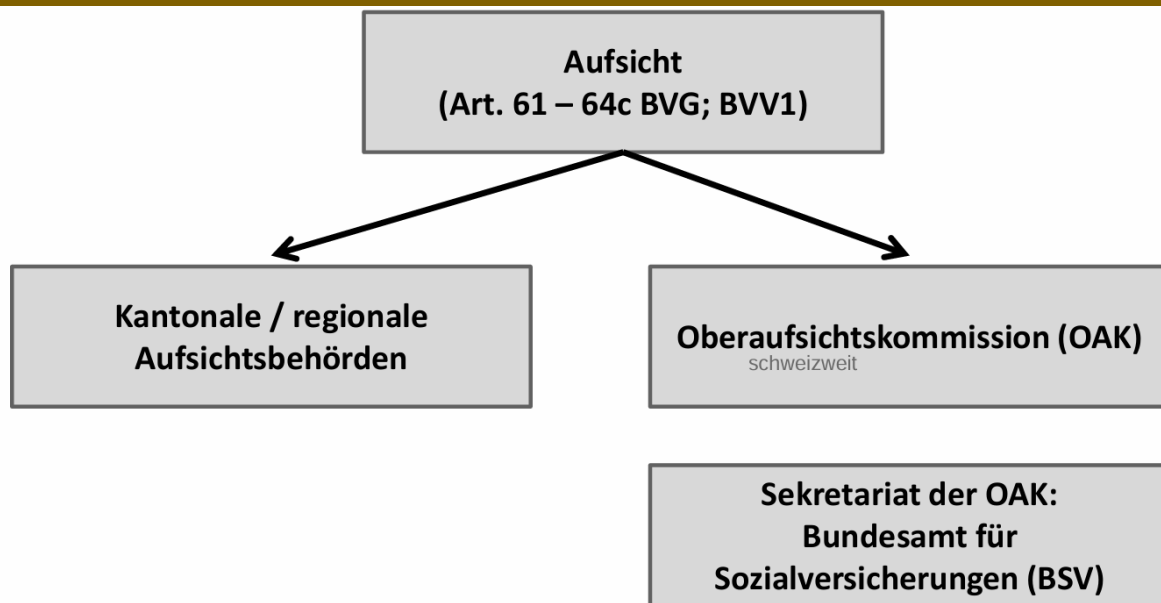 Aufsicht
(Art. 61 – 64c BVG; BVV1)
Kantonale / regionale
Aufsichtsbehörden
Oberaufsichtskommission (OAK)
schweizweit
Sekretariat der OAK:
Bundesamt für
Sozialversicherungen (BSV)